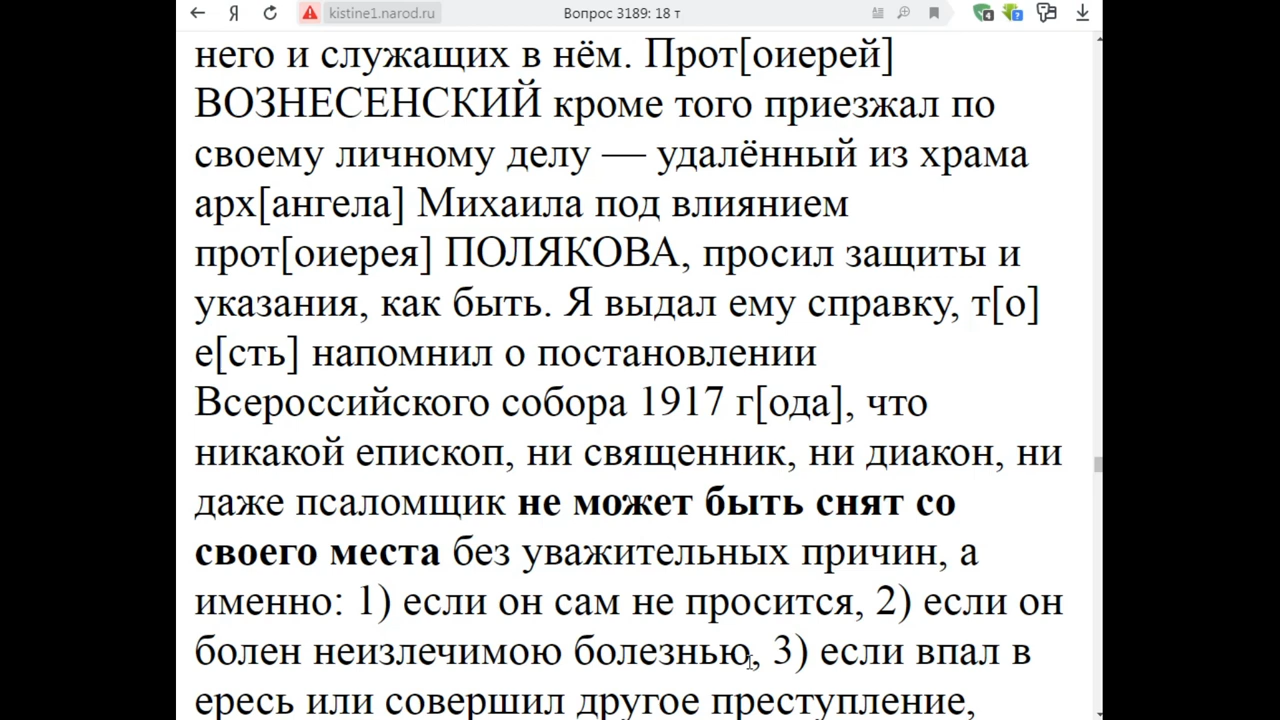 Я
kistine1.narod.ru
Вопрос 3189: 18 т
4
?
него и служащих в нём. Прот[оиерей]
ВОЗНЕСЕНСКИЙ кроме того приезжал по
своему личному делу — удалённый из храма
арх[ангела] Михаила под влиянием
прот[оиерея] ПОЛЯКОВА, просил защиты и
указания, как быть. Я выдал ему справку, т[о]
е[сть] напомнил о постановлении
Всероссийского собора 1917 г[ода], что
никакой епископ, ни священник, ни диакон, ни
даже псаломщик не может быть снят со
своего места без уважительных причин, а
именно: 1) если он сам не просится, 2) если он
болен неизлечимою болезнью, 3) если впал в
ересь или совершил другое преступление,